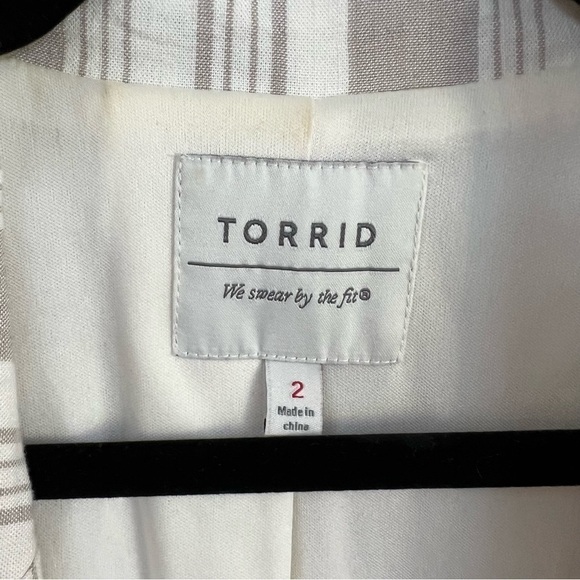 TORRID
We swear by the fit®
2
Made in
china